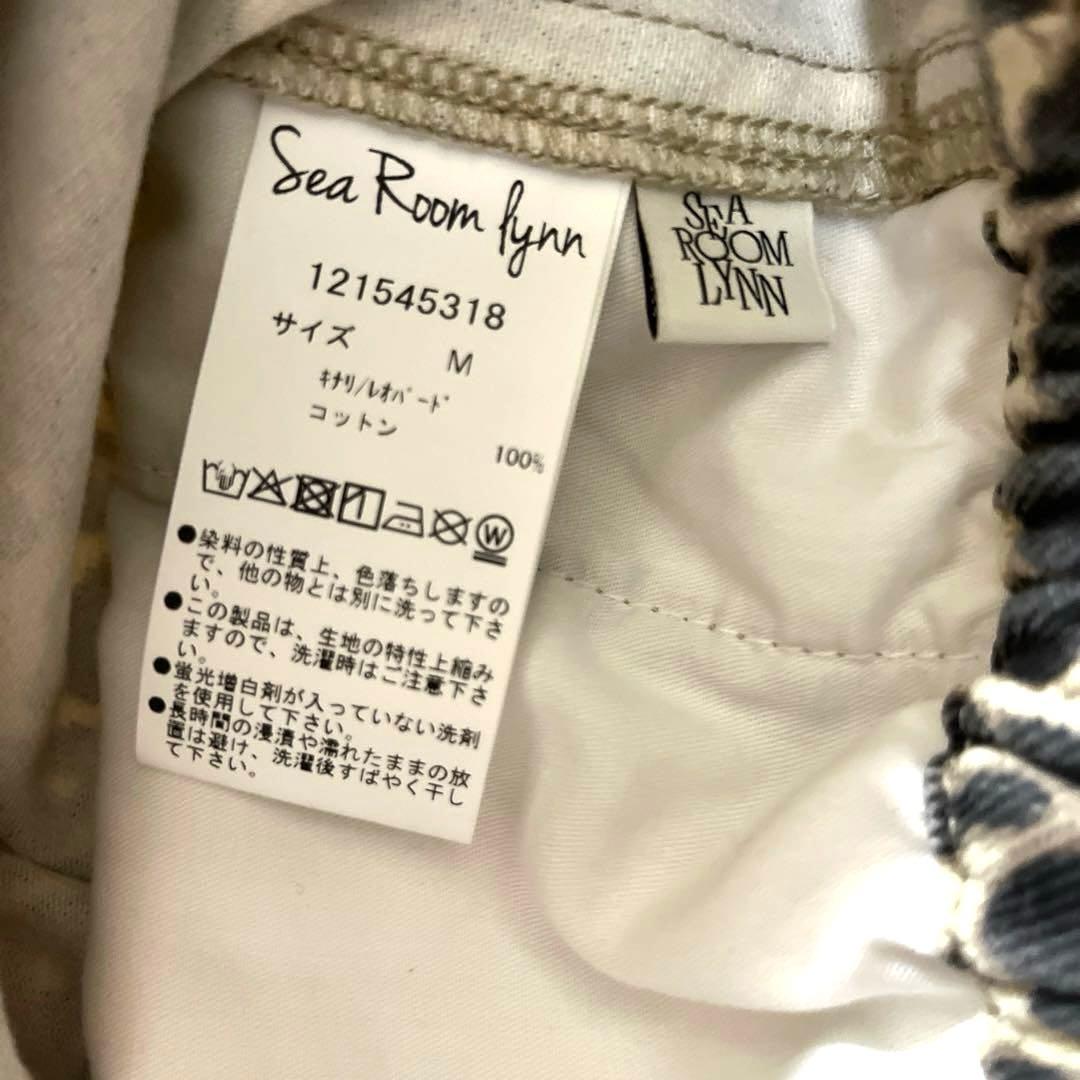 Sea Room lynn
121545318
サイズ M
ｷﾅﾘ/ﾚｵﾊﾟｰﾄﾞ
コットン 100%
W
●染料の性質上、色落ちしますの
で、他の物とは別に洗って下さ
い。
●この製品は、生地の特性上縮み
ますので、洗濯時はご注意下さ
い。
●蛍光増白剤が入っていない洗剤
を使用して下さい。
●長時間の浸漬や濡れたままの放
置は避け、洗濯後すばやく干し
て下さい。
SEA
ROOM
LYNN